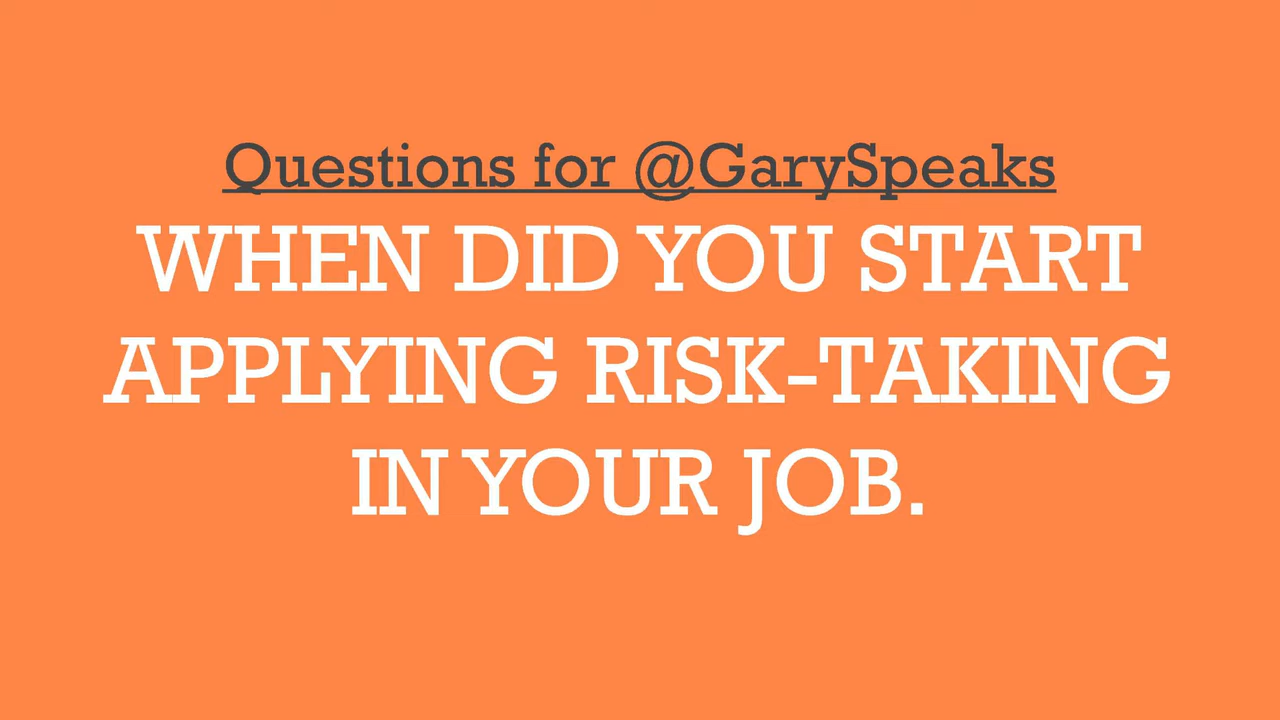 Questions for @GarySpeaks
WHEN DID YOU START
APPLYING RISK-TAKING
IN YOUR JOB.